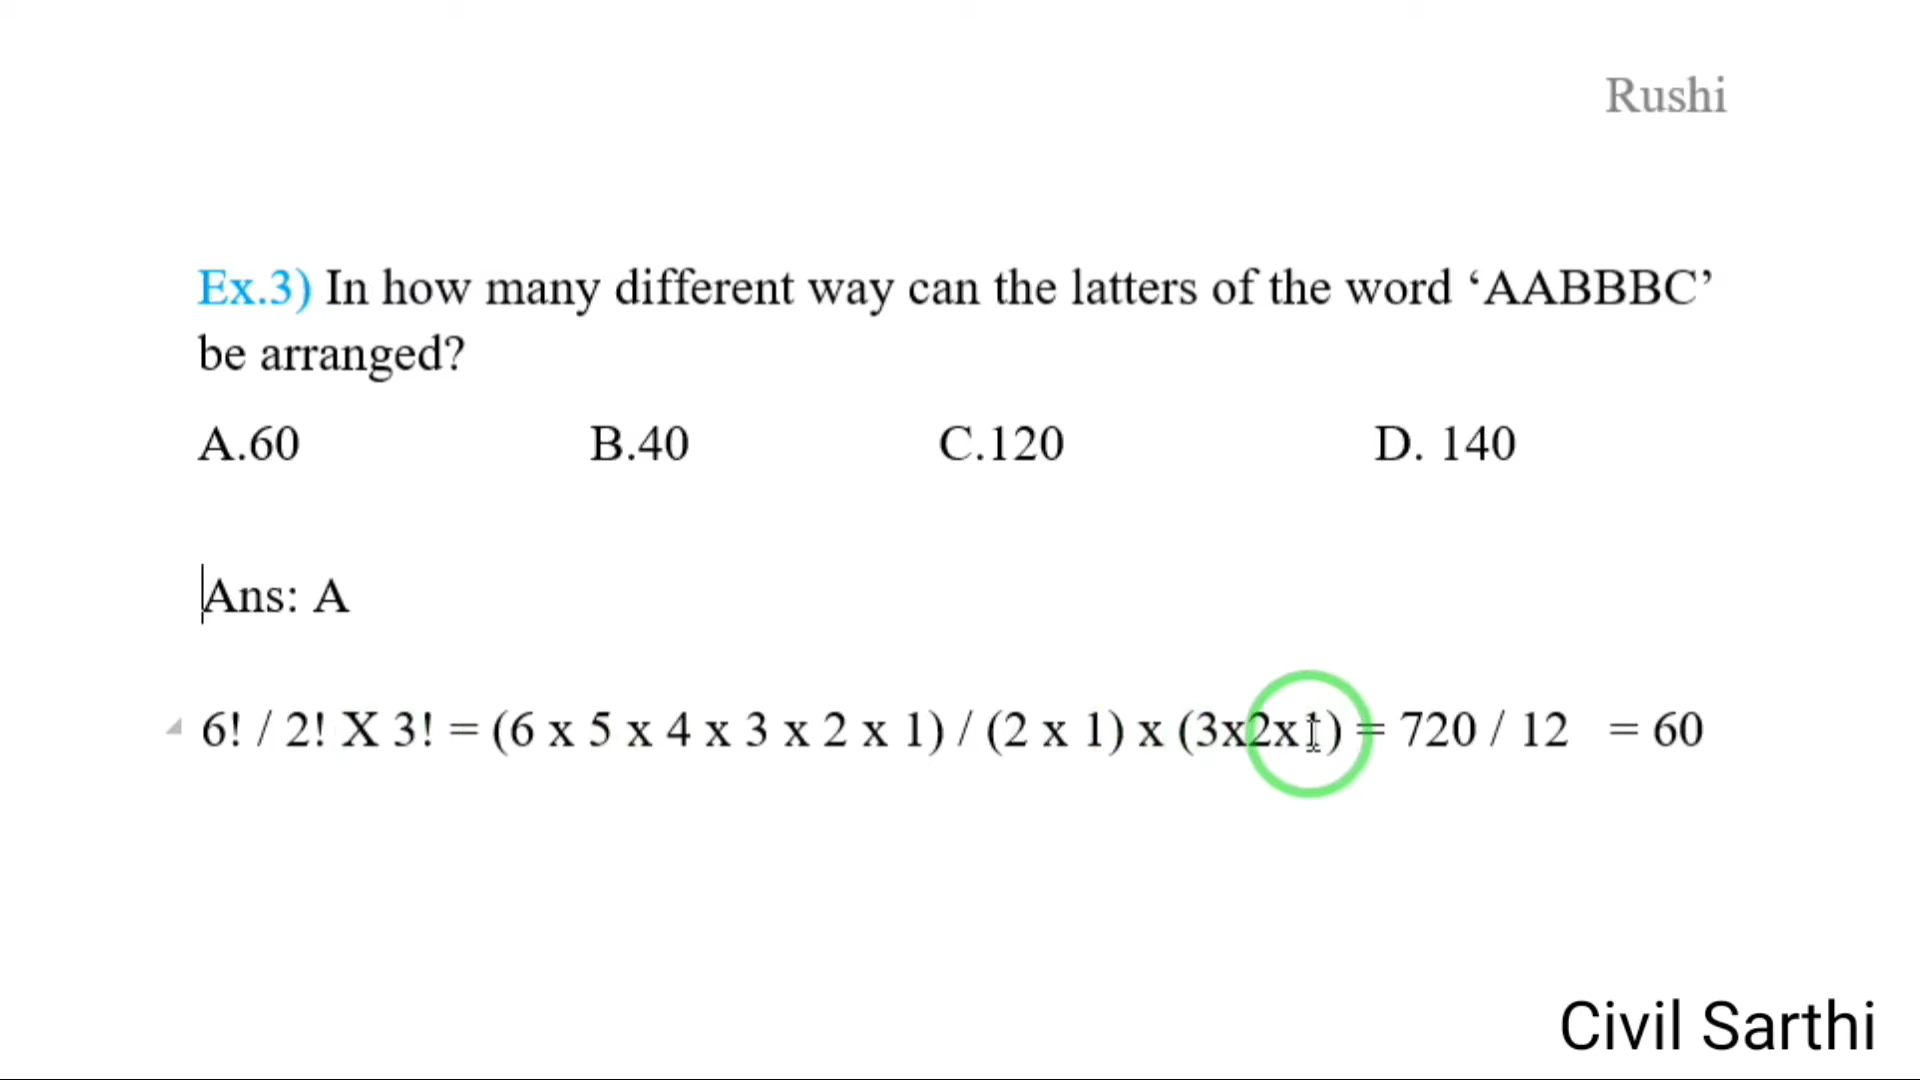 Rushi
Ex.3) In how many different way can the latters of the word ‘AABBBC’
be arranged?
A.60 B.40 C.120 D. 140
Ans: A
6! / 2! X 3! = (6 x 5 x 4 x 3 x 2 x 1) / (2 x 1) x (3x2x1) = 720 / 12 = 60
Civil Sarthi